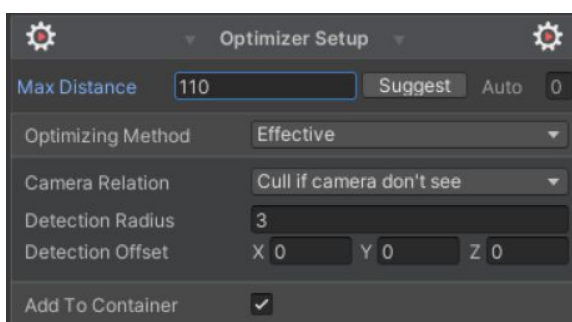 Optimizer Setup
Max Distance 110 Suggest Auto 0
Optimizing Method Effective
Camera Relation Cull if camera don't see
Detection Radius 3
Detection Offset X 0 Y 0 Z 0
Add To Container